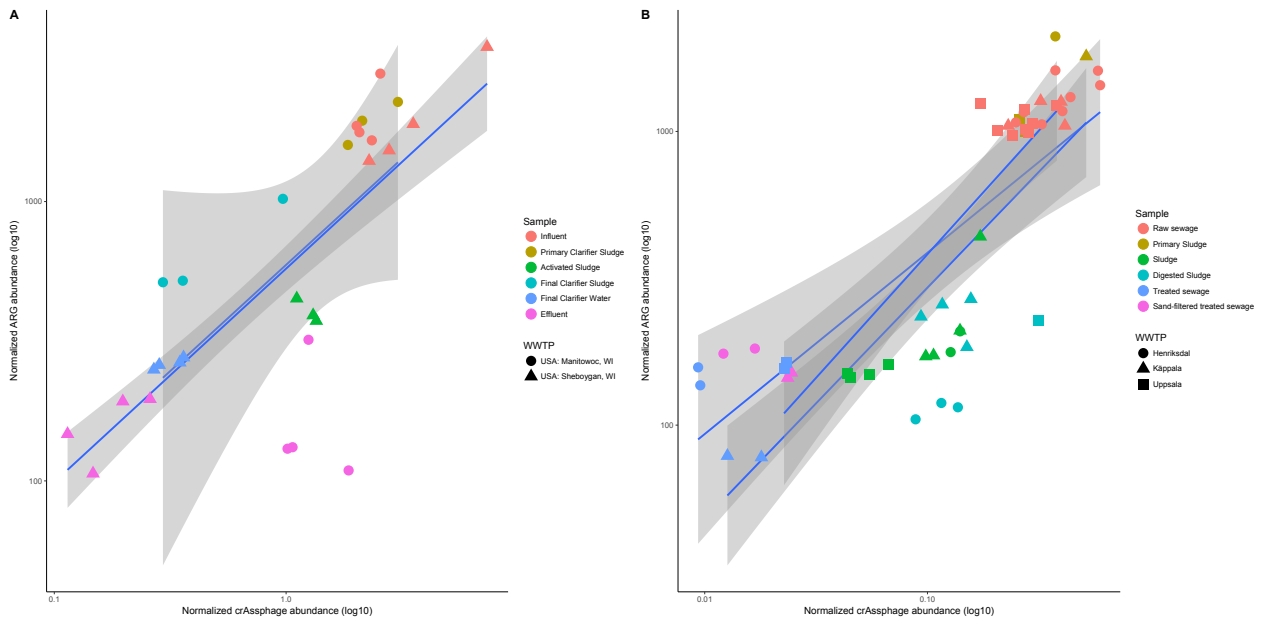 A
Normalized ARG abundance (log10)
1000
100
0.1
1.0
Normalized crAssphage abundance (log10)
Sample
Influent
Primary Clarifier Sludge
Activated Sludge
Final Clarifier Sludge
Final Clarifier Water
Effluent
WWTP
USA: Manitowoc, WI
USA: Sheboygan, WI
B
Normalized ARG abundance (log10)
1000
100
0.01
0.10
Normalized crAssphage abundance (log10)
Sample
Raw sewage
Primary Sludge
Sludge
Digested Sludge
Treated sewage
Sand-filtered treated sewage
WWTP
Henriksdal
Käppala
Uppsala